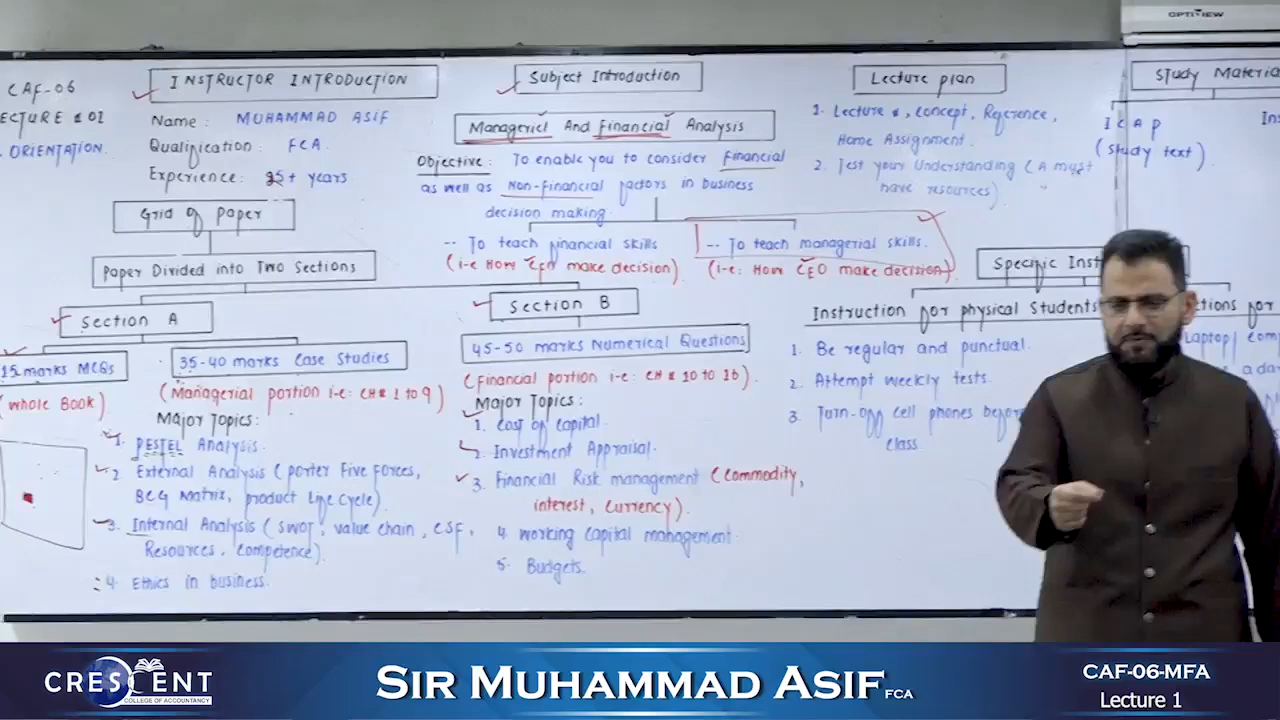 OPTIVIEW
CAF-06
LECTURE # 01
ORIENTATION
INSTRUCTOR INTRODUCTION
Name: MUHAMMAD ASIF
Qualification: FCA
Experience: 25+ years
Grid of Paper
Paper Divided into Two Sections
Section A
15 marks MCQs
(whole Book)
35-40 marks Case Studies
(Managerial portion i-e: CH# 1 to 9)
Major Topics:
1. PESTEL Analysis.
2 External Analysis (porter Five Forces,
BCG Matrix, product life cycle).
3. Internal Analysis (SWOT, value chain, CSF,
Resources, Competence).
4. Ethics in business.
Subject Introduction
Managerial And Financial Analysis
Objective: To enable you to consider Financial
as well as Non-Financial factors in business
decision making.
-- To teach financial skills
(i-e How CFO make decision)
-- To teach managerial skills.
(i-e: How CEO make decision)
Section B
45-50 marks Numerical Questions
(Financial portion i-e: CH # 10 to 16).
Major Topics:
1. Cost of capital.
2. Investment Appraisal.
3. Financial Risk management (Commodity,
interest, Currency).
4. Working Capital management.
5. Budgets.
Lecture plan
1. Lecture #, concept, Reference,
Home Assignment.
2. Test your Understanding (A must
have resources)
Specific Inst
Instruction for physical Students
1. Be regular and punctual.
2. Attempt weekly tests.
3. Turn-off cell phones before
class
Study Materia
ICAP
(Study text)
Ins
ctions for
Laptop/ Com
a da
CRESCENT
COLLEGE OF ACCOUNTANCY
SIR MUHAMMAD ASIF FCA
CAF-06-MFA
Lecture 1